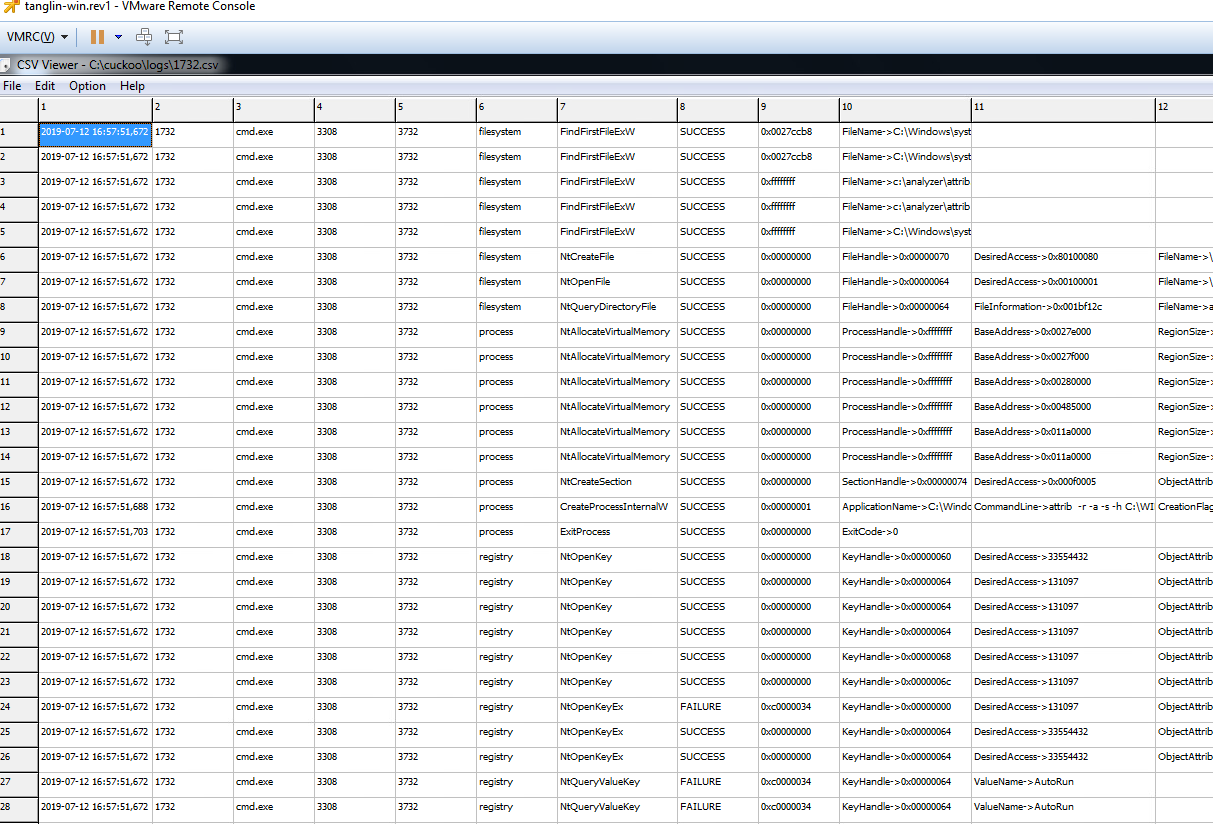 tanglin-win.rev1 - VMware Remote Console
VMRC(V)
CSV Viewer - C:\cuckoo\logs\1732.csv
File Edit Option Help
1 2 3 4 5 6 7 8 9 10 11 12
1 2019-07-12 16:57:51,672 1732 cmd.exe 3308 3732 filesystem FindFirstFileExW SUCCESS 0x0027ccb8 FileName->C:\Windows\syst
2 2019-07-12 16:57:51,672 1732 cmd.exe 3308 3732 filesystem FindFirstFileExW SUCCESS 0x0027ccb8 FileName->C:\Windows\syst
3 2019-07-12 16:57:51,672 1732 cmd.exe 3308 3732 filesystem FindFirstFileExW SUCCESS 0xffffffff FileName->c:\analyzer\attrib
4 2019-07-12 16:57:51,672 1732 cmd.exe 3308 3732 filesystem FindFirstFileExW SUCCESS 0xffffffff FileName->c:\analyzer\attrib
5 2019-07-12 16:57:51,672 1732 cmd.exe 3308 3732 filesystem FindFirstFileExW SUCCESS 0xffffffff FileName->C:\Windows\syst
6 2019-07-12 16:57:51,672 1732 cmd.exe 3308 3732 filesystem NtCreateFile SUCCESS 0x00000000 FileHandle->0x00000070 DesiredAccess->0x80100080 FileName->\
7 2019-07-12 16:57:51,672 1732 cmd.exe 3308 3732 filesystem NtOpenFile SUCCESS 0x00000000 FileHandle->0x00000064 DesiredAccess->0x00100001 FileName->\
8 2019-07-12 16:57:51,672 1732 cmd.exe 3308 3732 filesystem NtQueryDirectoryFile SUCCESS 0x00000000 FileHandle->0x00000064 FileInformation->0x001bf12c FileName->a
9 2019-07-12 16:57:51,672 1732 cmd.exe 3308 3732 process NtAllocateVirtualMemory SUCCESS 0x00000000 ProcessHandle->0xffffffff BaseAddress->0x0027e000 RegionSize->
10 2019-07-12 16:57:51,672 1732 cmd.exe 3308 3732 process NtAllocateVirtualMemory SUCCESS 0x00000000 ProcessHandle->0xffffffff BaseAddress->0x0027f000 RegionSize->
11 2019-07-12 16:57:51,672 1732 cmd.exe 3308 3732 process NtAllocateVirtualMemory SUCCESS 0x00000000 ProcessHandle->0xffffffff BaseAddress->0x00280000 RegionSize->
12 2019-07-12 16:57:51,672 1732 cmd.exe 3308 3732 process NtAllocateVirtualMemory SUCCESS 0x00000000 ProcessHandle->0xffffffff BaseAddress->0x00485000 RegionSize->
13 2019-07-12 16:57:51,672 1732 cmd.exe 3308 3732 process NtAllocateVirtualMemory SUCCESS 0x00000000 ProcessHandle->0xffffffff BaseAddress->0x011a0000 RegionSize->
14 2019-07-12 16:57:51,672 1732 cmd.exe 3308 3732 process NtAllocateVirtualMemory SUCCESS 0x00000000 ProcessHandle->0xffffffff BaseAddress->0x011a0000 RegionSize->
15 2019-07-12 16:57:51,672 1732 cmd.exe 3308 3732 process NtCreateSection SUCCESS 0x00000000 SectionHandle->0x00000074 DesiredAccess->0x000f0005 ObjectAttrib
16 2019-07-12 16:57:51,688 1732 cmd.exe 3308 3732 process CreateProcessInternalW SUCCESS 0x00000001 ApplicationName->C:\Windo CommandLine->attrib -r -a -s -h C:\WI CreationFlag
17 2019-07-12 16:57:51,703 1732 cmd.exe 3308 3732 process ExitProcess SUCCESS 0x00000000 ExitCode->0
18 2019-07-12 16:57:51,672 1732 cmd.exe 3308 3732 registry NtOpenKey SUCCESS 0x00000000 KeyHandle->0x00000060 DesiredAccess->33554432 ObjectAttrib
19 2019-07-12 16:57:51,672 1732 cmd.exe 3308 3732 registry NtOpenKey SUCCESS 0x00000000 KeyHandle->0x00000064 DesiredAccess->131097 ObjectAttrib
20 2019-07-12 16:57:51,672 1732 cmd.exe 3308 3732 registry NtOpenKey SUCCESS 0x00000000 KeyHandle->0x00000064 DesiredAccess->131097 ObjectAttrib
21 2019-07-12 16:57:51,672 1732 cmd.exe 3308 3732 registry NtOpenKey SUCCESS 0x00000000 KeyHandle->0x00000064 DesiredAccess->131097 ObjectAttrib
22 2019-07-12 16:57:51,672 1732 cmd.exe 3308 3732 registry NtOpenKey SUCCESS 0x00000000 KeyHandle->0x00000068 DesiredAccess->131097 ObjectAttrib
23 2019-07-12 16:57:51,672 1732 cmd.exe 3308 3732 registry NtOpenKey SUCCESS 0x00000000 KeyHandle->0x0000006c DesiredAccess->131097 ObjectAttrib
24 2019-07-12 16:57:51,672 1732 cmd.exe 3308 3732 registry NtOpenKeyEx FAILURE 0xc0000034 KeyHandle->0x00000000 DesiredAccess->131097 ObjectAttrib
25 2019-07-12 16:57:51,672 1732 cmd.exe 3308 3732 registry NtOpenKeyEx SUCCESS 0x00000000 KeyHandle->0x00000064 DesiredAccess->33554432 ObjectAttrib
26 2019-07-12 16:57:51,672 1732 cmd.exe 3308 3732 registry NtOpenKeyEx SUCCESS 0x00000000 KeyHandle->0x00000064 DesiredAccess->33554432 ObjectAttrib
27 2019-07-12 16:57:51,672 1732 cmd.exe 3308 3732 registry NtQueryValueKey FAILURE 0xc0000034 KeyHandle->0x00000064 ValueName->AutoRun
28 2019-07-12 16:57:51,672 1732 cmd.exe 3308 3732 registry NtQueryValueKey FAILURE 0xc0000034 KeyHandle->0x00000064 ValueName->AutoRun